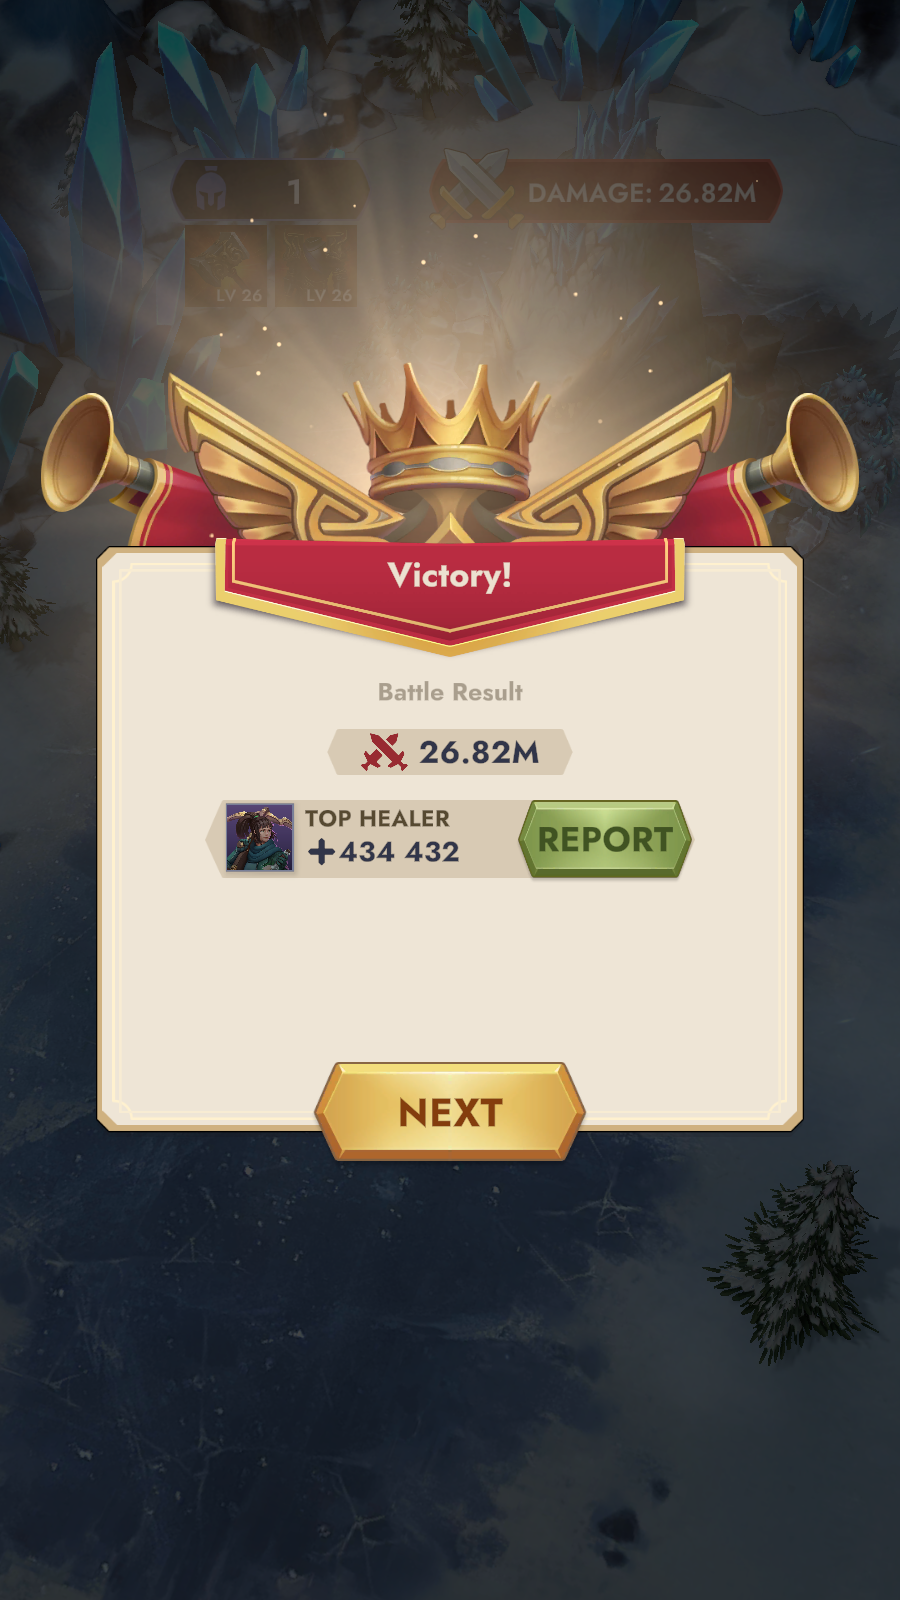 1
DAMAGE: 26.82M
LV 26
LV 26
Victory!
Battle Result
26.82M
TOP HEALER
+434 432
REPORT
NEXT